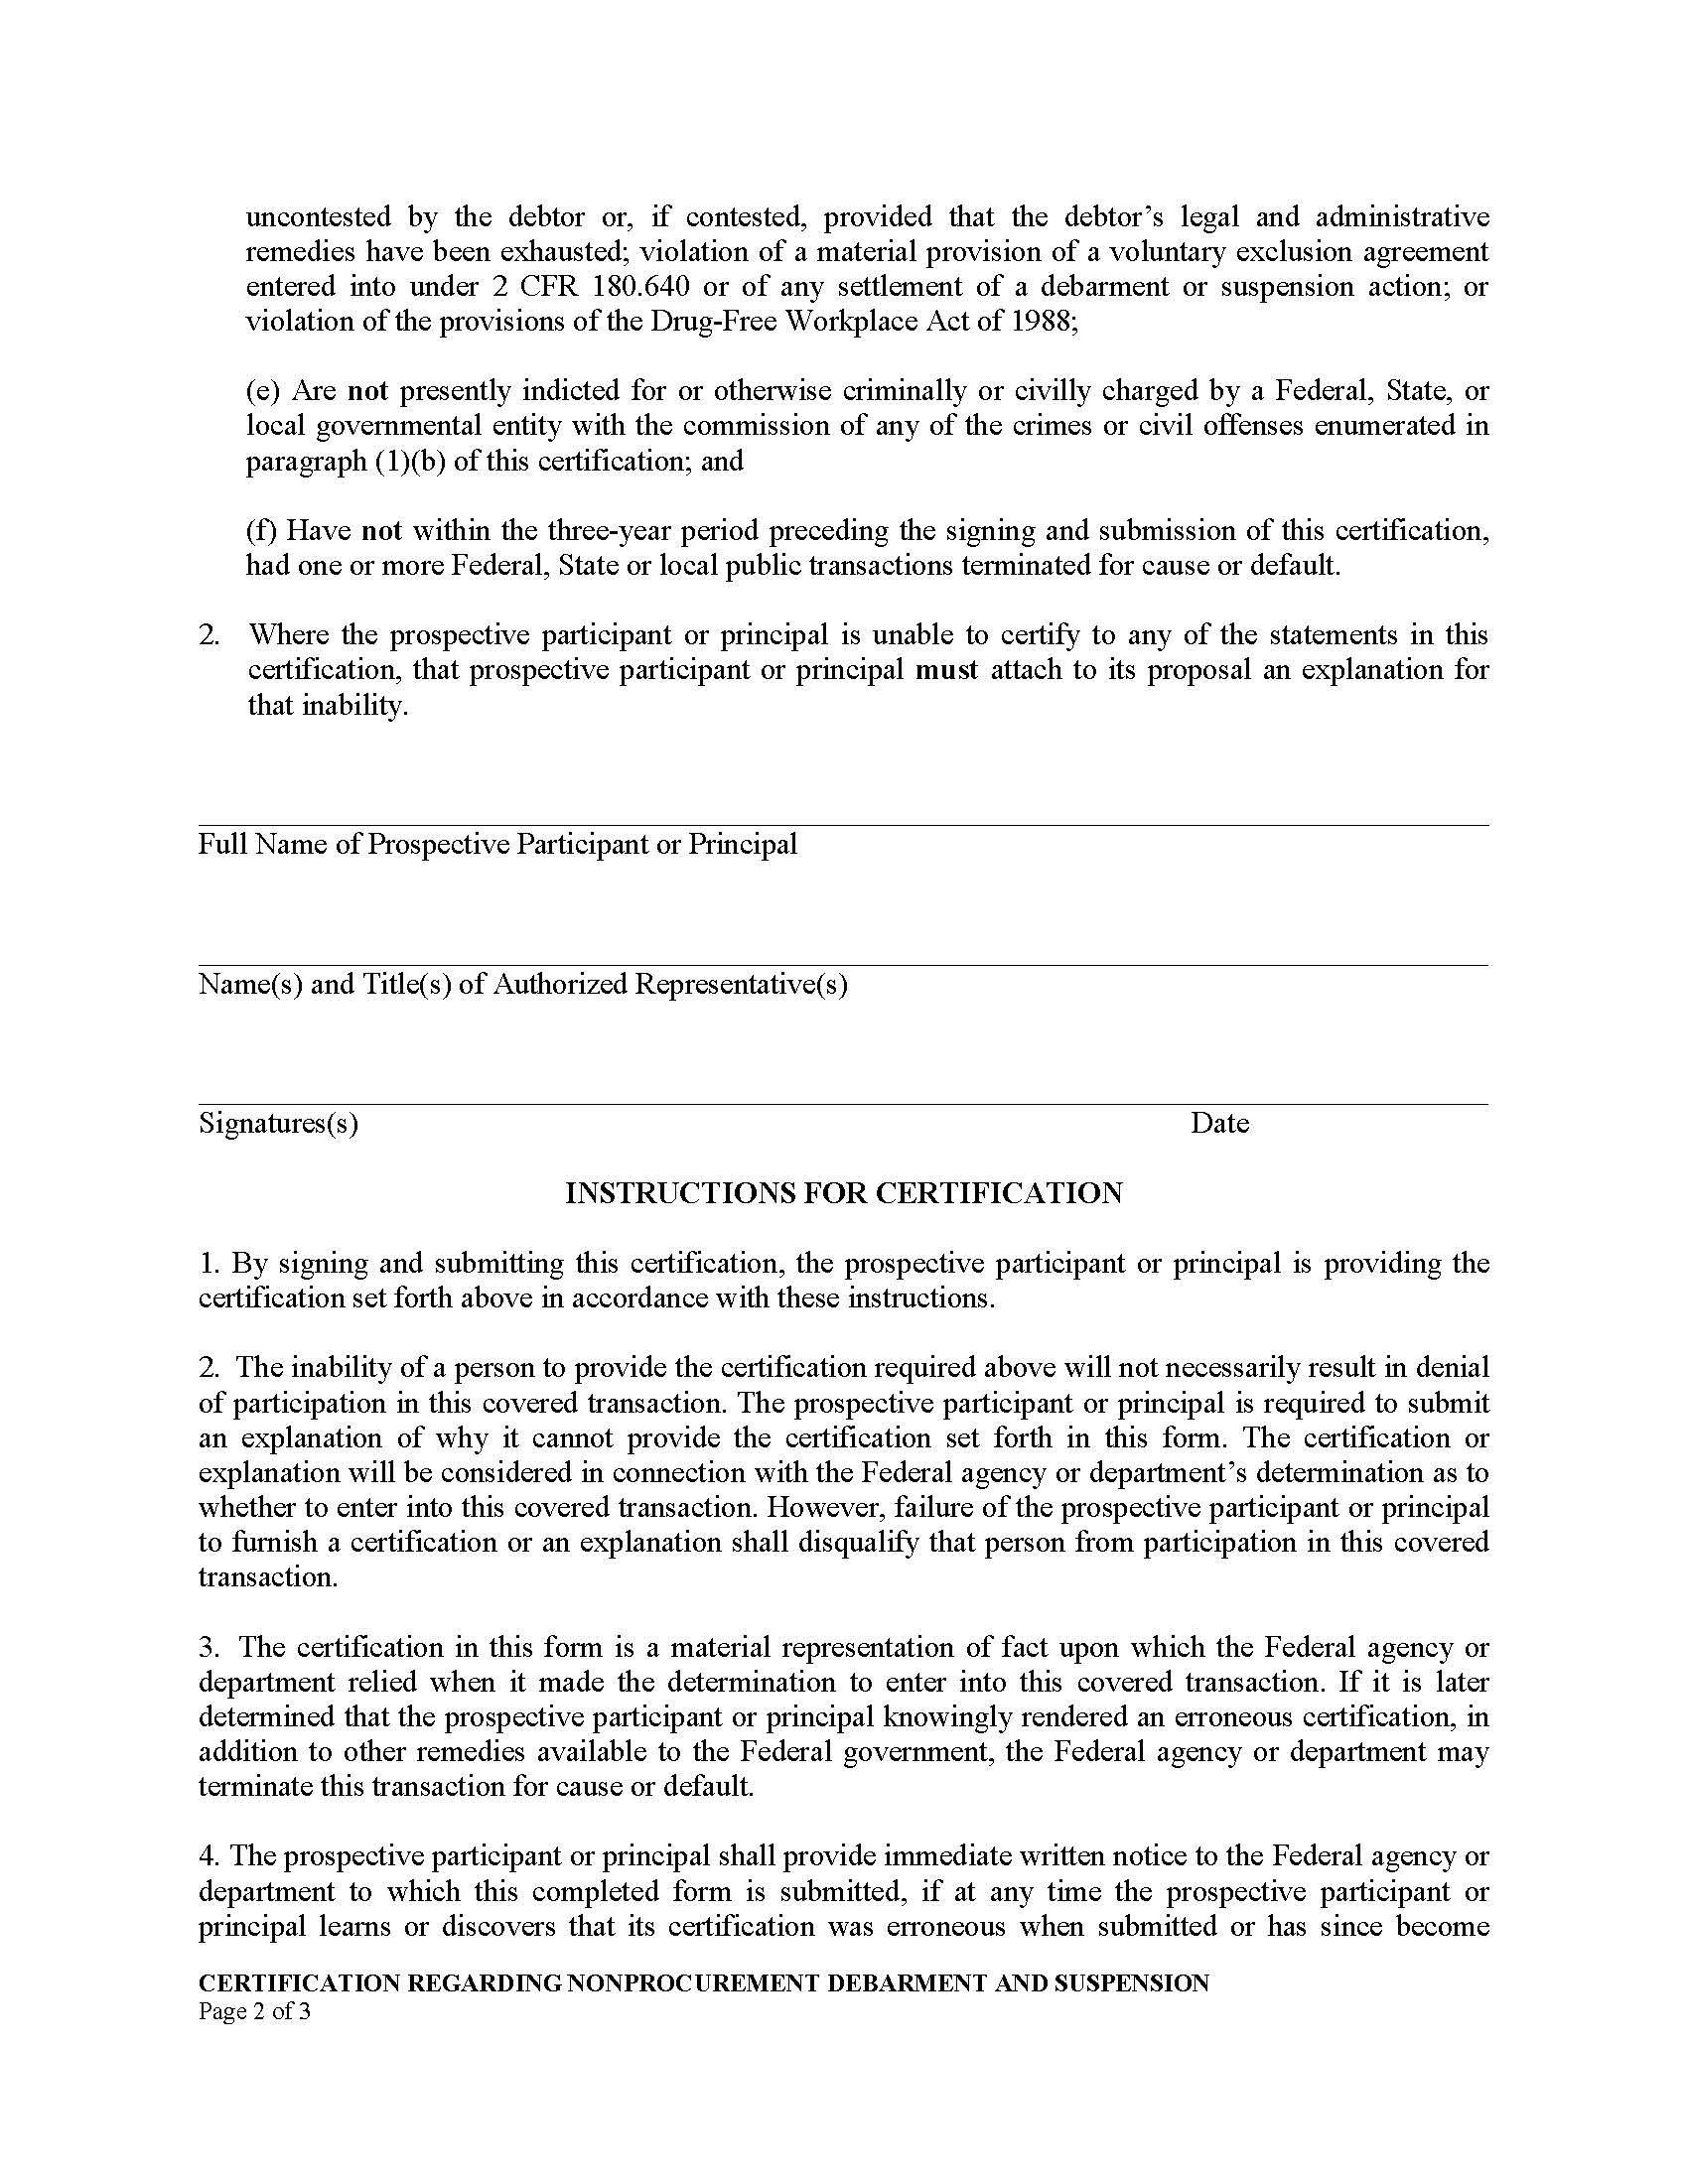 uncontested by the debtor or, if contested, provided that the debtor’s legal and administrative
remedies have been exhausted; violation of a material provision of a voluntary exclusion agreement
entered into under 2 CFR 180.640 or of any settlement of a debarment or suspension action; or
violation of the provisions of the Drug-Free Workplace Act of 1988;
(e) Are not presently indicted for or otherwise criminally or civilly charged by a Federal, State, or
local governmental entity with the commission of any of the crimes or civil offenses enumerated in
paragraph (1)(b) of this certification; and
(f) Have not within the three-year period preceding the signing and submission of this certification,
had one or more Federal, State or local public transactions terminated for cause or default.
2. Where the prospective participant or principal is unable to certify to any of the statements in this
certification, that prospective participant or principal must attach to its proposal an explanation for
that inability.
Full Name of Prospective Participant or Principal
Name(s) and Title(s) of Authorized Representative(s)
Signatures(s) Date
INSTRUCTIONS FOR CERTIFICATION
1. By signing and submitting this certification, the prospective participant or principal is providing the
certification set forth above in accordance with these instructions.
2. The inability of a person to provide the certification required above will not necessarily result in denial
of participation in this covered transaction. The prospective participant or principal is required to submit
an explanation of why it cannot provide the certification set forth in this form. The certification or
explanation will be considered in connection with the Federal agency or department’s determination as to
whether to enter into this covered transaction. However, failure of the prospective participant or principal
to furnish a certification or an explanation shall disqualify that person from participation in this covered
transaction.
3. The certification in this form is a material representation of fact upon which the Federal agency or
department relied when it made the determination to enter into this covered transaction. If it is later
determined that the prospective participant or principal knowingly rendered an erroneous certification, in
addition to other remedies available to the Federal government, the Federal agency or department may
terminate this transaction for cause or default.
4. The prospective participant or principal shall provide immediate written notice to the Federal agency or
department to which this completed form is submitted, if at any time the prospective participant or
principal learns or discovers that its certification was erroneous when submitted or has since become
CERTIFICATION REGARDING NONPROCUREMENT DEBARMENT AND SUSPENSION
Page 2 of 3